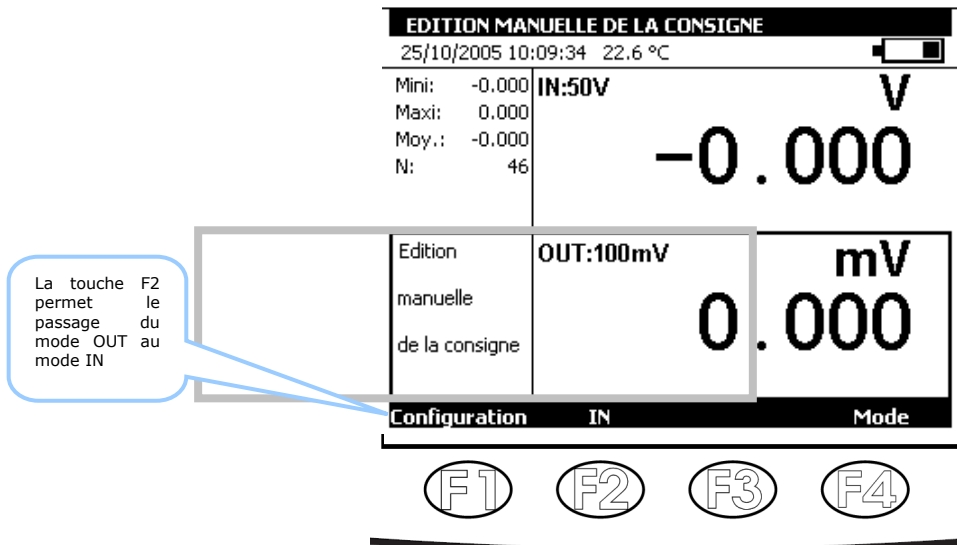 EDITION MANUELLE DE LA CONSIGNE
25/10/2005 10:09:34 22.6 °C
Mini: -0.000
Maxi: 0.000
Moy.: -0.000
N: 46
IN:50V
V
-0.000
Edition
manuelle
de la consigne
OUT:100mV
mV
0.000
La touche F2
permet le
passage du
mode OUT au
mode IN
Configuration IN Mode
F1 F2 F3 F4